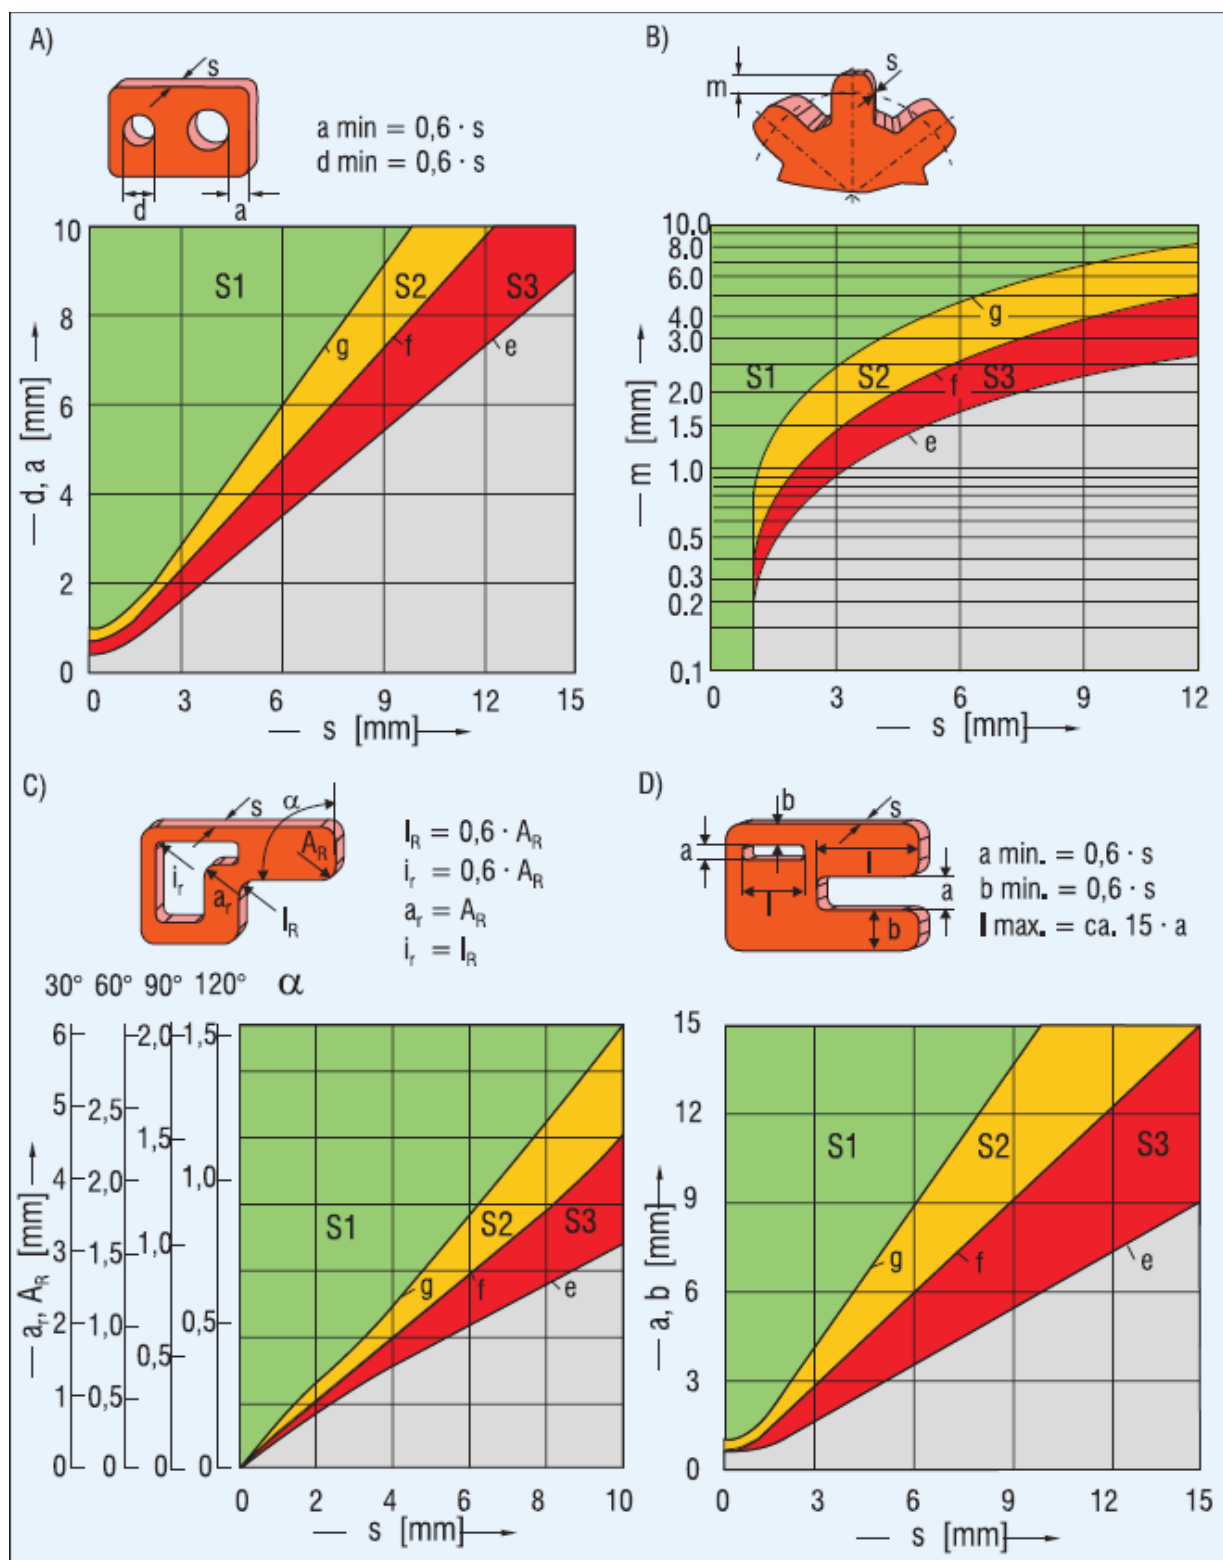 A)
s
d
a
a min = 0,6 · s
d min = 0,6 · s
10
8
6
4
2
0
— d, a [mm] →
S1
S2
S3
g
f
e
0 3 6 9 12 15
— s [mm] →
B)
m
s
10.0
8.0
6.0
4.0
3.0
2.0
1.5
1.0
0.5
0.3
0.2
0.1
— m [mm] →
S1
S2
S3
g
f
e
0 3 6 9 12
— s [mm] →
C)
s
α
A_R
i_r
a_r
I_R
I_R = 0,6 · A_R
i_r = 0,6 · A_R
a_r = A_R
i_r = I_R
30° 60° 90° 120° α
6
5
4
3
2
1
0
2,5
2,0
1,5
1,0
0,5
0
2,0
1,5
1,0
0,5
0
1,5
1,0
0,5
0
— a_r, A_R [mm] →
S1
S2
S3
g
f
e
0 2 4 6 8 10
— s [mm] →
D)
b
s
a
l
l
a
b
a min. = 0,6 · s
b min. = 0,6 · s
l max. = ca. 15 · a
15
12
9
6
3
0
— a, b [mm] →
S1
S2
S3
g
f
e
0 3 6 9 12 15
— s [mm] →